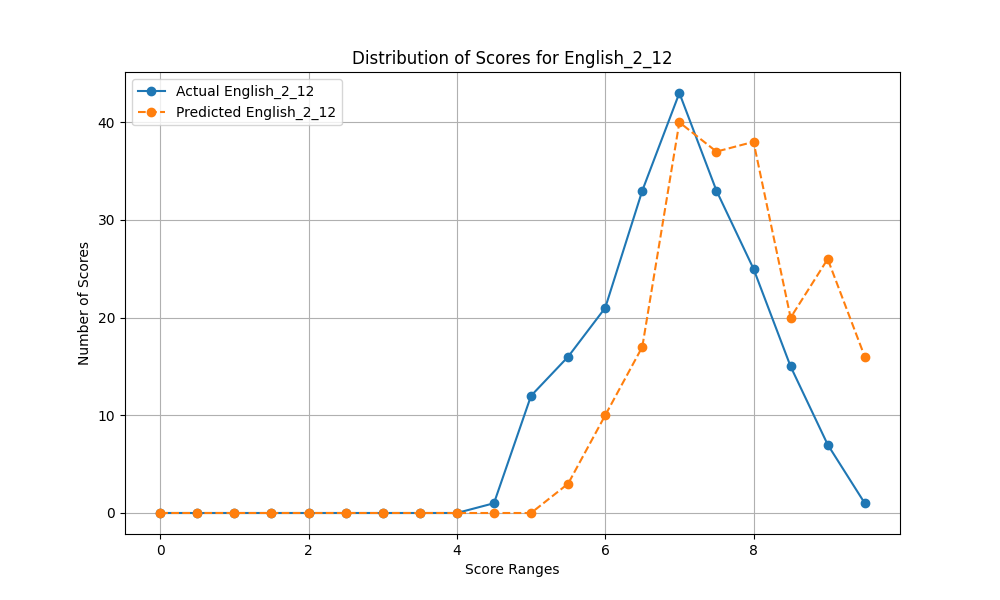 Distribution of Scores for English_2_12
Actual English_2_12
Predicted English_2_12
Number of Scores
40
30
20
10
0
0 2 4 6 8
Score Ranges